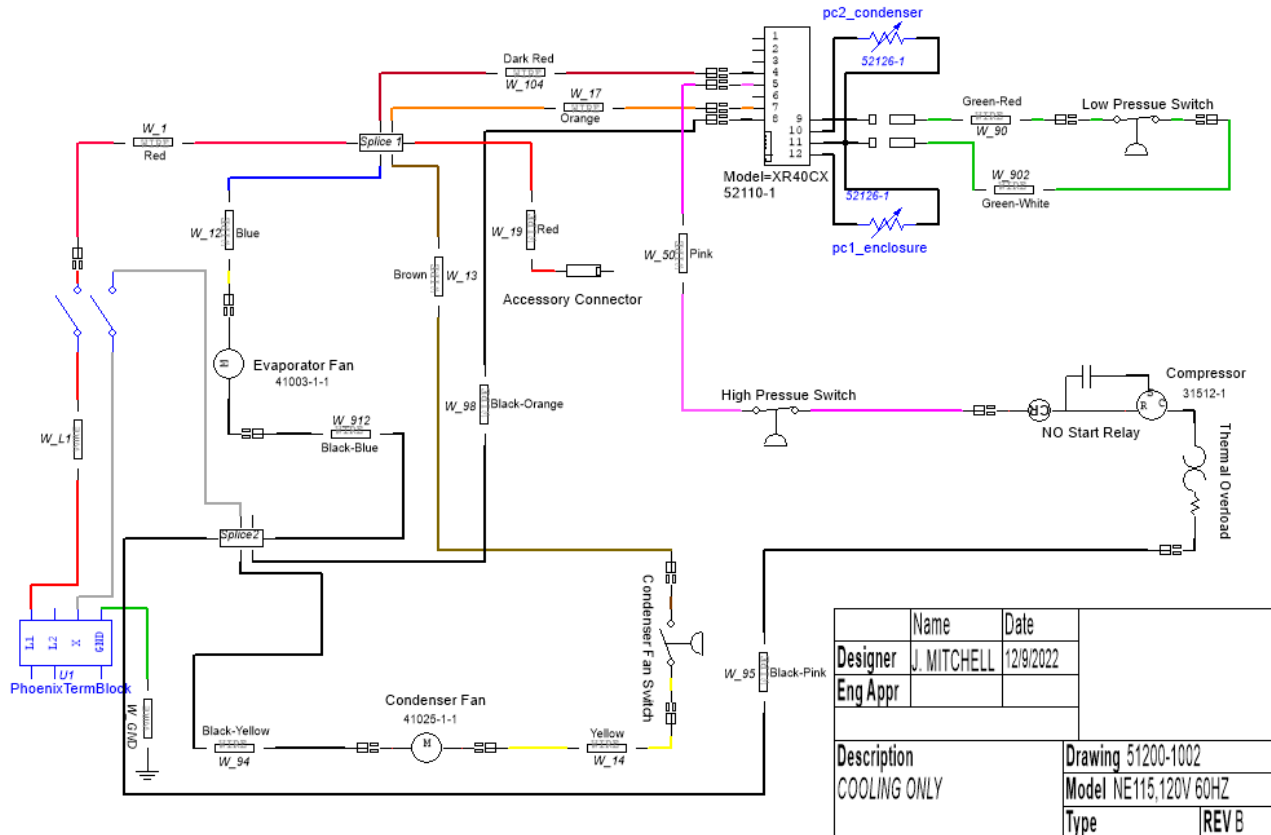 pc2_condenser
52126-1
1
2
3
4
5
6
7
8
9
10
11
12
Dark Red
W_104
W_17
Orange
Green-Red
W_90
Low Pressue Switch
W_1
Red
Splice 1
Model=XR40CX
52110-1
52126-1
pc1_enclosure
W_902
Green-White
W_12
Blue
Brown
W_13
W_19
Red
W_50
Pink
Accessory Connector
Evaporator Fan
41003-1-1
M
W_98
Black-Orange
High Pressue Switch
Compressor
31512-1
S
R
C
CR
NO Start Relay
Thermal Overload
W_L1
W_912
Black-Blue
Splice2
Condenser Fan Switch
L1
L2
X
GND
U1
PhoenixTermBlock
W_GND
W_95
Black-Pink
Condenser Fan
41025-1-1
M
Black-Yellow
WIRE
W_94
Yellow
WIRE
W_14
Name
Date
Designer
J. MITCHELL
12/9/2022
Eng Appr
Description
COOLING ONLY
Drawing 51200-1002
Model NE115,120V 60HZ
Type
REV B